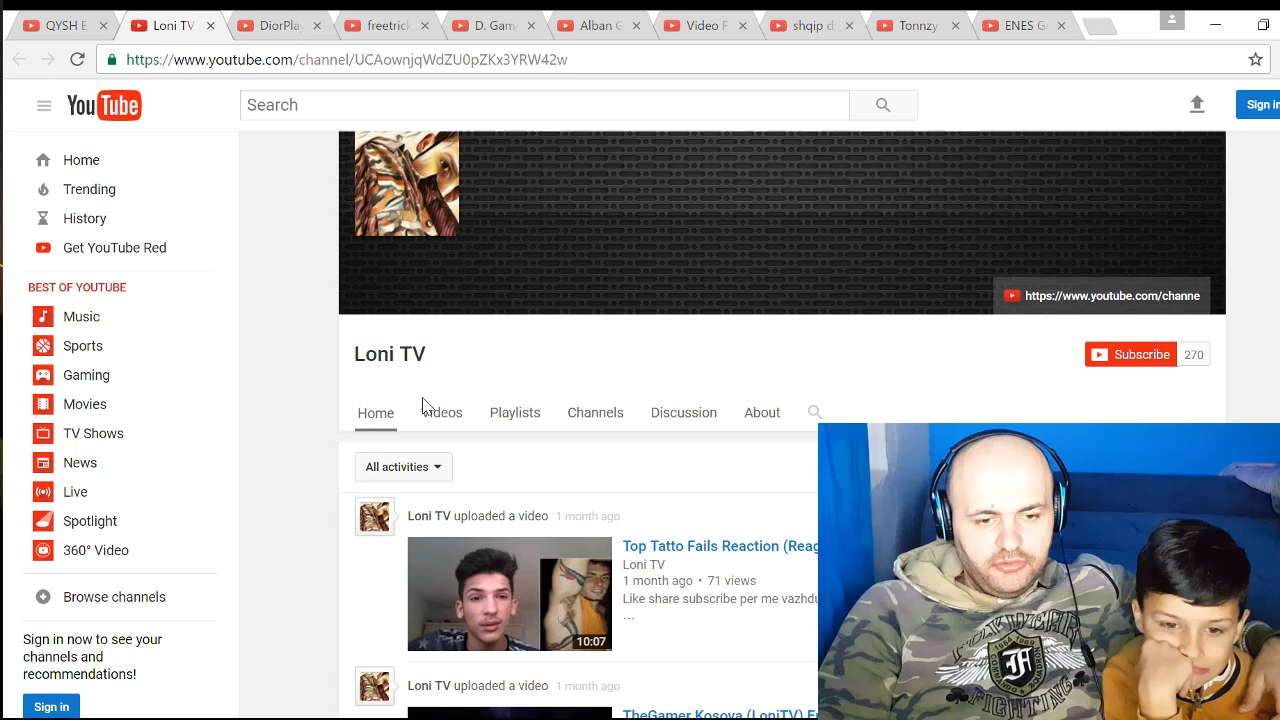 QYSH E
Loni TV
DiorPlay
freetrick
D. Gam
Alban G
Video F
shqip d
Tonnzy
ENES G
https://www.youtube.com/channel/UCAownjqWdZU0pZKx3YRW42w
YouTube
Search
Sign in
Home
Trending
History
Get YouTube Red
BEST OF YOUTUBE
Music
Sports
Gaming
Movies
TV Shows
News
Live
Spotlight
360° Video
Browse channels
Sign in now to see your
channels and
recommendations!
Sign in
https://www.youtube.com/channe
Loni TV
Subscribe 270
Home Videos Playlists Channels Discussion About
All activities
Loni TV uploaded a video 1 month ago
Top Tatto Fails Reaction (Reag
Loni TV
1 month ago • 71 views
Like share subscribe per me vazhdu
...
10:07
Loni TV uploaded a video 1 month ago
TheGamer Kosova (LoniTV) F
FIGHTING